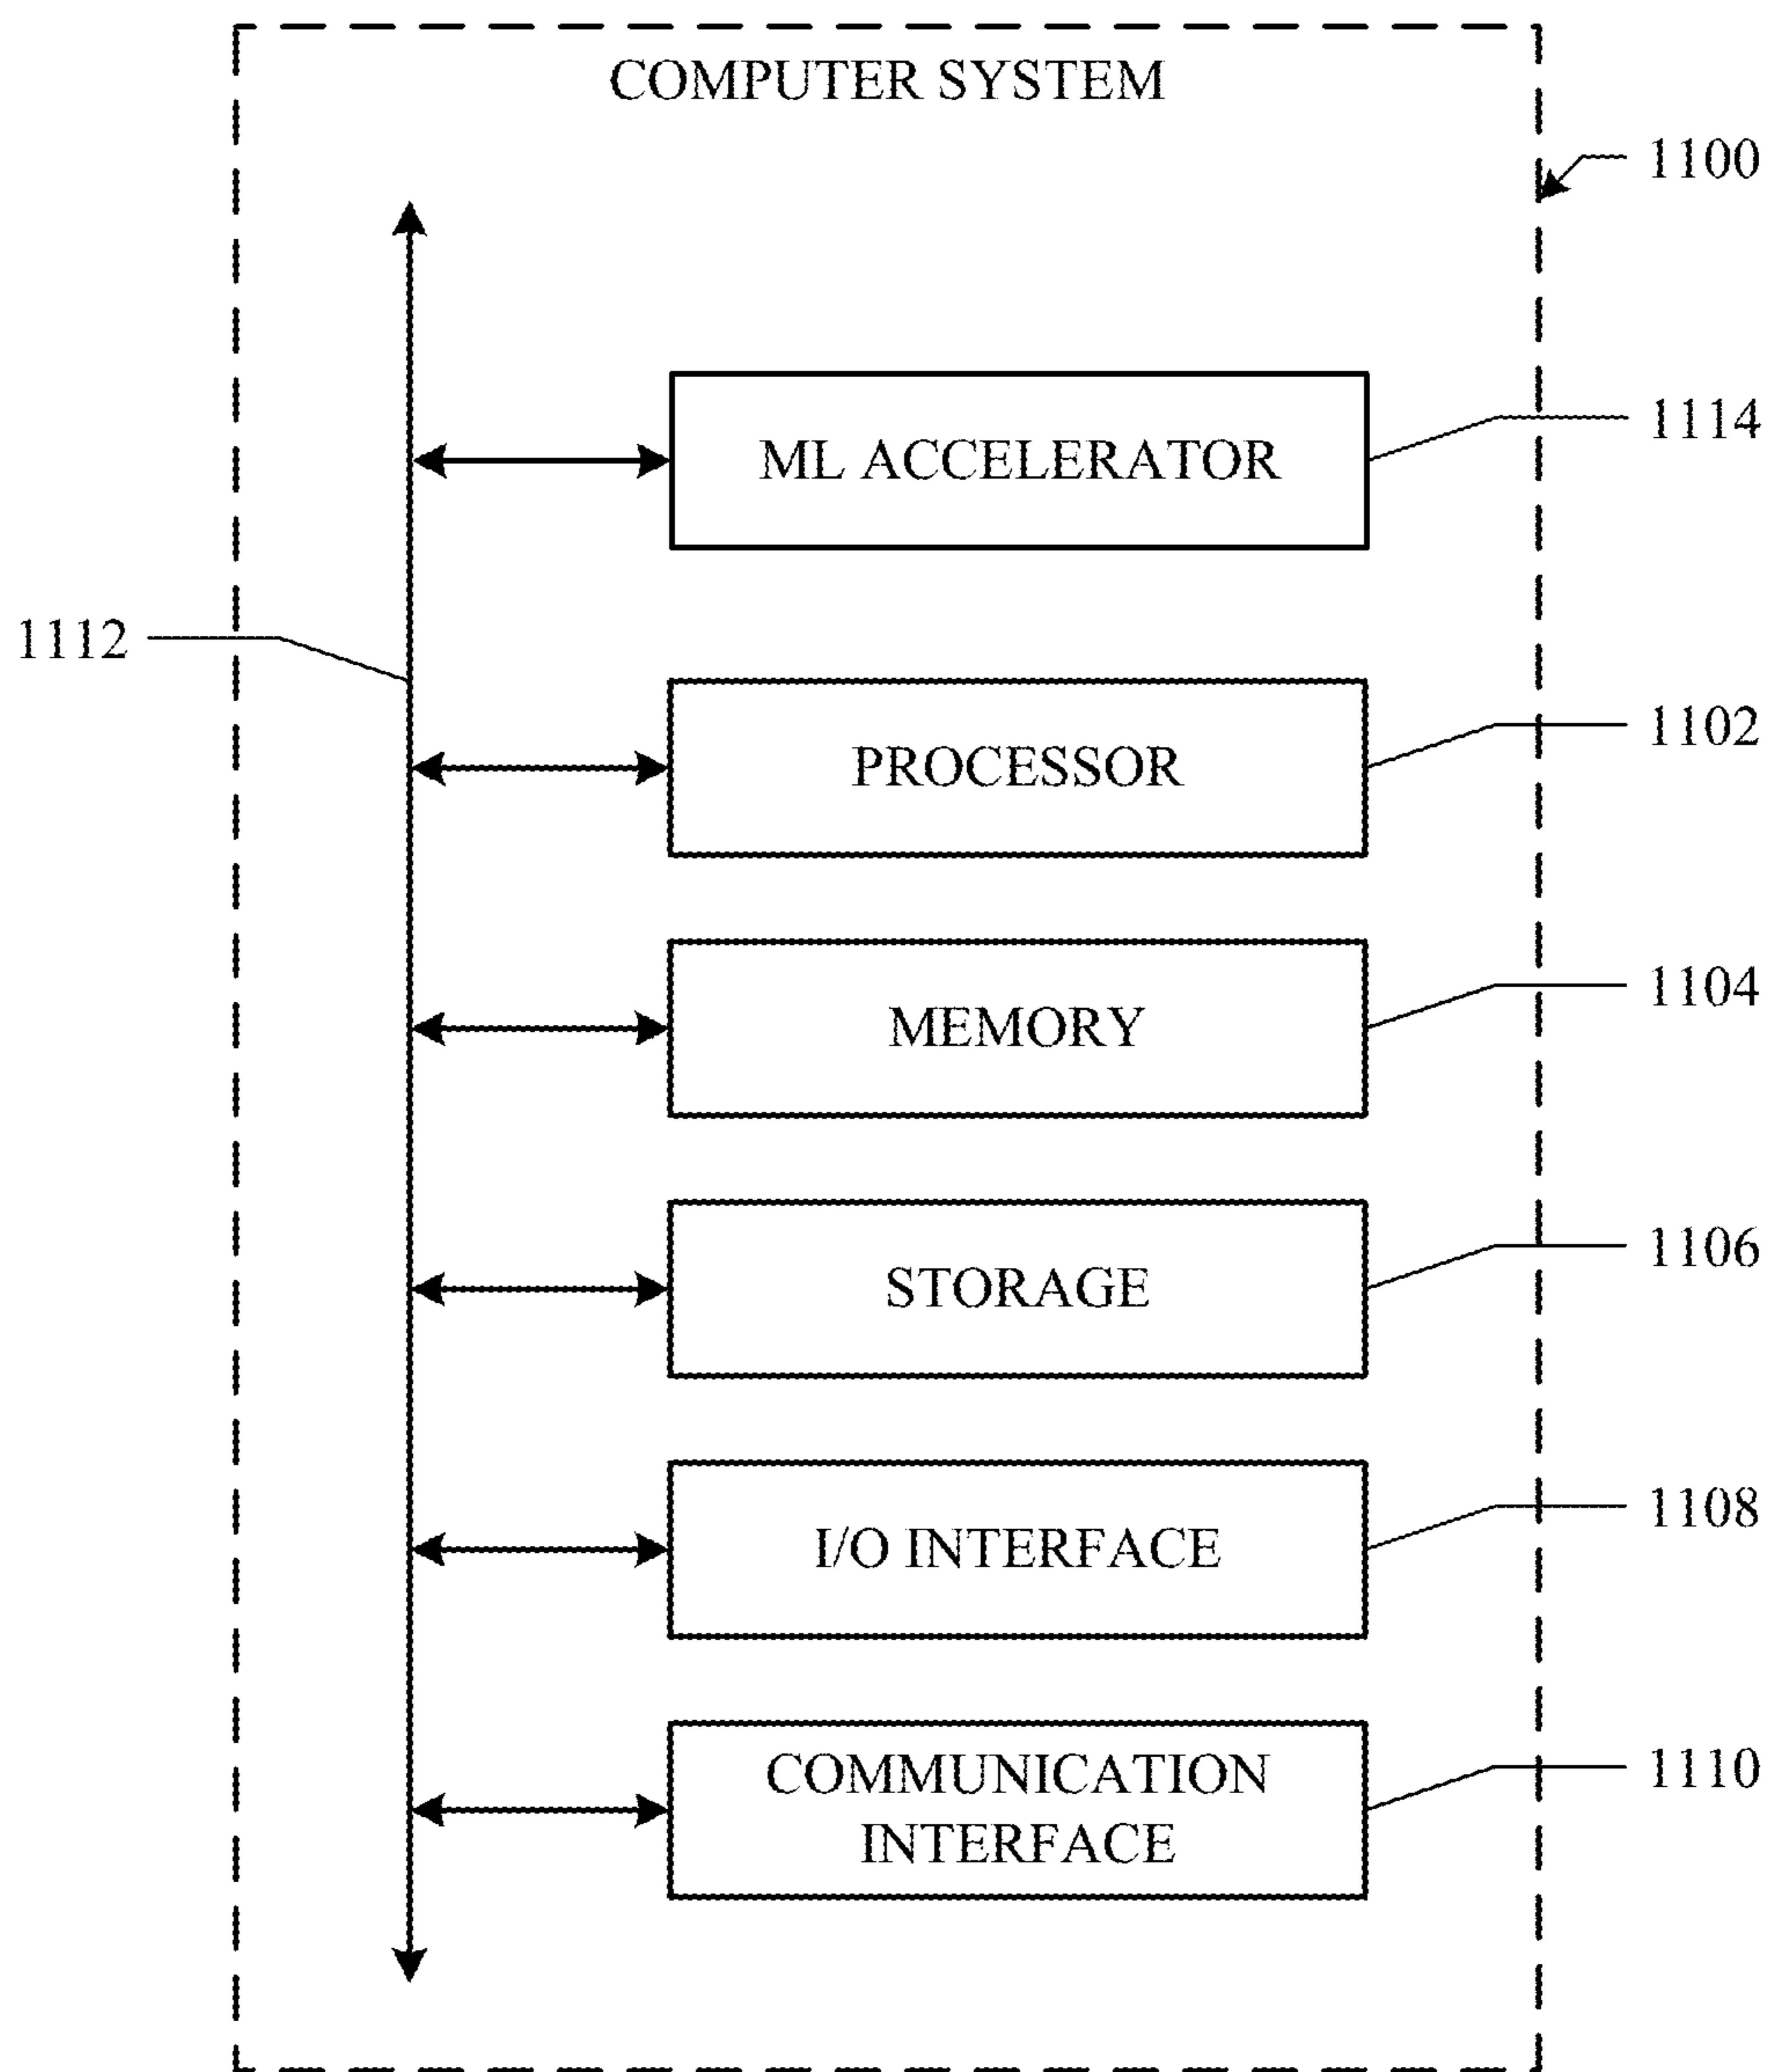 COMPUTER SYSTEM
1100
ML ACCELERATOR
1114
1112
PROCESSOR
1102
MEMORY
1104
STORAGE
1106
I/O INTERFACE
1108
COMMUNICATION
INTERFACE
1110